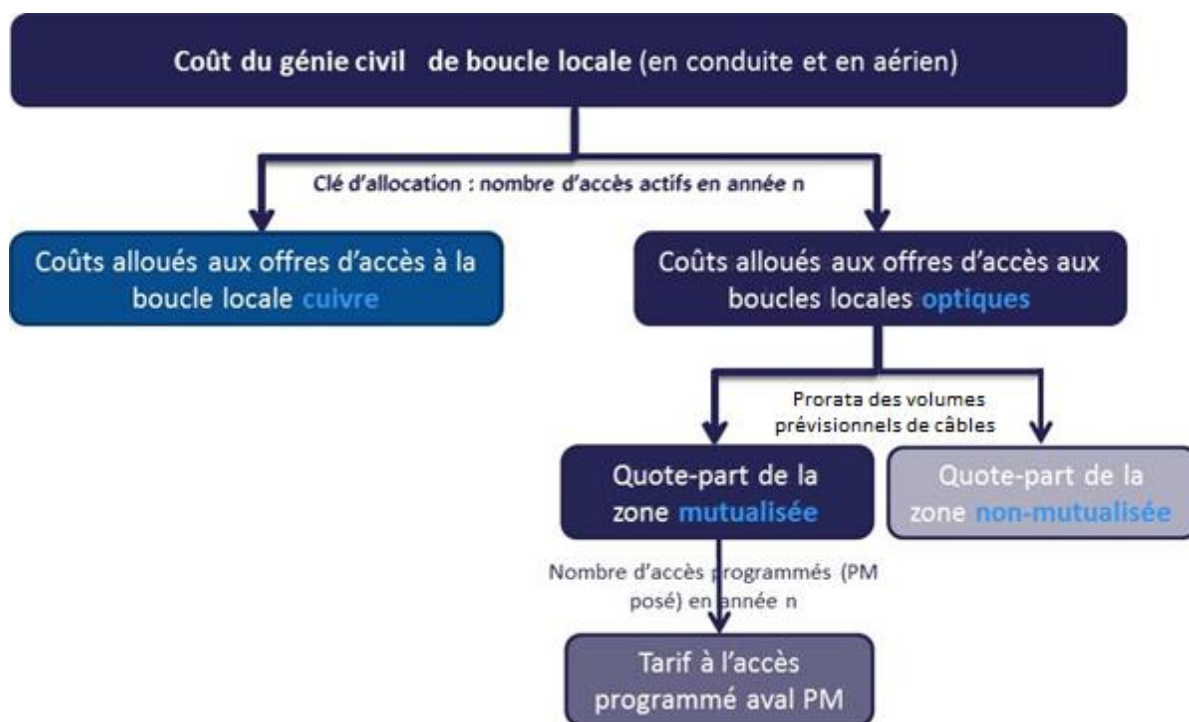 Coût du génie civil de boucle locale (en conduite et en aérien)
Clé d'allocation : nombre d'accès actifs en année n
Coûts alloués aux offres d'accès à la
boucle locale cuivre
Coûts alloués aux offres d'accès aux
boucles locales optiques
Prorata des volumes
prévisionnels de câbles
Quote-part de la
zone mutualisée
Quote-part de la
zone non-mutualisée
Nombre d'accès programmés (PM
posé) en année n
Tarif à l'accès
programmé aval PM